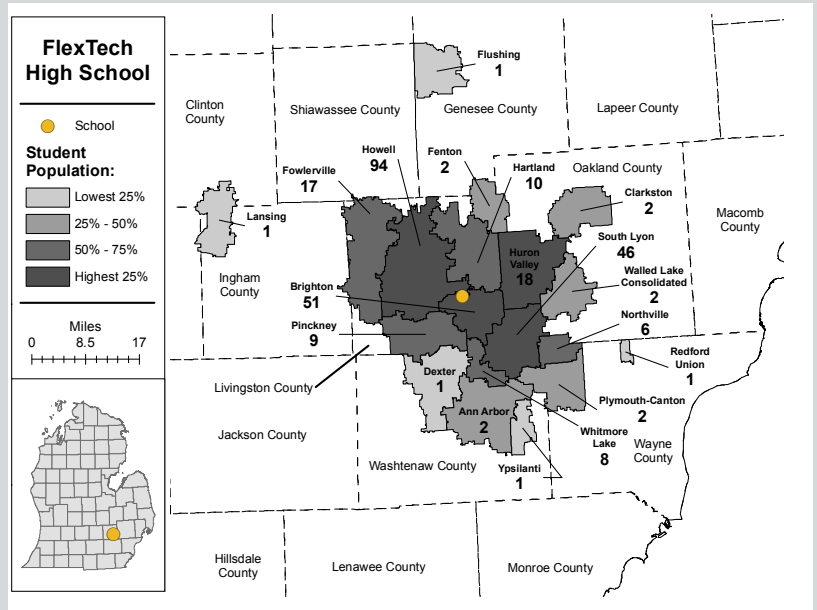 FlexTech
High School
School
Student
Population:
Lowest 25%
25% - 50%
50% - 75%
Highest 25%
Miles
0 8.5 17
Flushing
1
Clinton
County
Shiawassee County
Genesee County
Lapeer County
Howell
94
Fenton
2
Fowlerville
17
Hartland
10
Oakland County
Clarkston
2
Lansing
1
South Lyon
46
Macomb
County
Huron
Valley
18
Walled Lake
Consolidated
2
Ingham
County
Brighton
51
Northville
6
Pinckney
9
Redford
Union
1
Livingston County
Dexter
1
Plymouth-Canton
2
Ann Arbor
2
Jackson County
Whitmore
Lake
8
Wayne
County
Washtenaw County
Ypsilanti
1
Hillsdale
County
Lenawee County
Monroe County